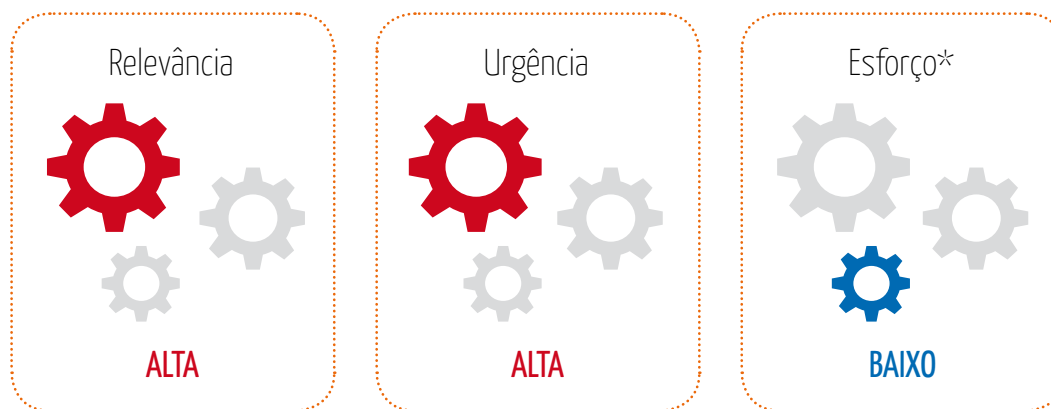 Relevância
Urgência
Esforço*
ALTA
ALTA
BAIXO